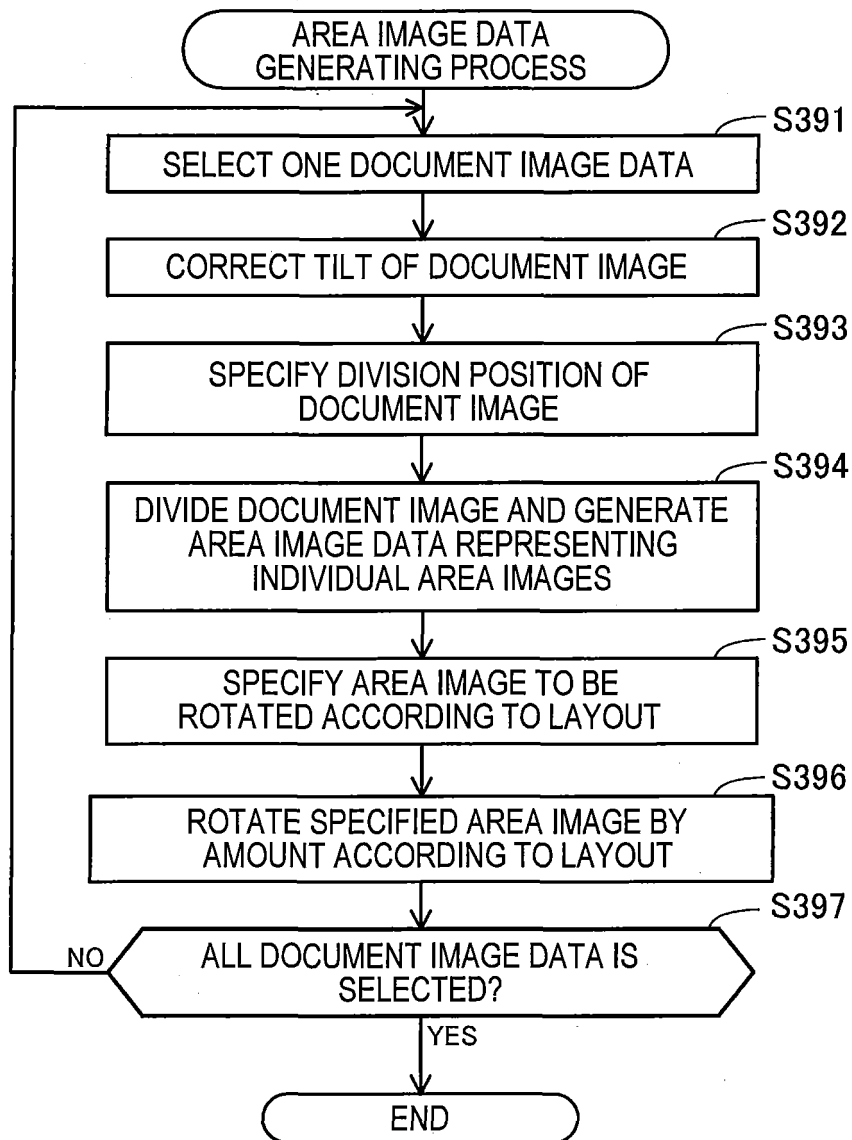 AREA IMAGE DATA
GENERATING PROCESS
S391
SELECT ONE DOCUMENT IMAGE DATA
S392
CORRECT TILT OF DOCUMENT IMAGE
S393
SPECIFY DIVISION POSITION OF
DOCUMENT IMAGE
S394
DIVIDE DOCUMENT IMAGE AND GENERATE
AREA IMAGE DATA REPRESENTING
INDIVIDUAL AREA IMAGES
S395
SPECIFY AREA IMAGE TO BE
ROTATED ACCORDING TO LAYOUT
S396
ROTATE SPECIFIED AREA IMAGE BY
AMOUNT ACCORDING TO LAYOUT
S397
NO
ALL DOCUMENT IMAGE DATA IS
SELECTED?
YES
END